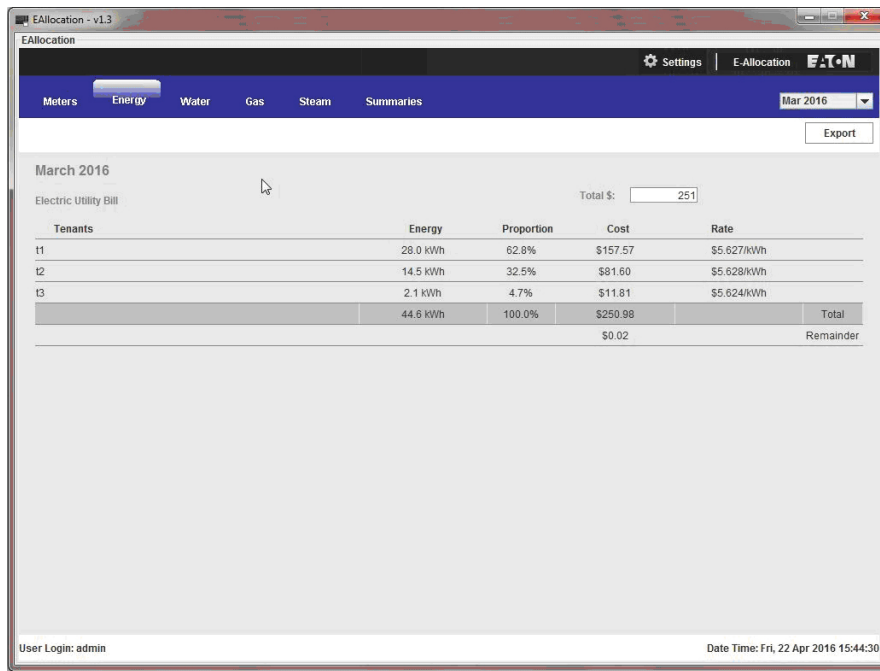 EAllocation - v1.3
EAllocation
Settings | E-Allocation EATON
Meters Energy Water Gas Steam Summaries Mar 2016
Export
March 2016
Electric Utility Bill Total $: 251
Tenants Energy Proportion Cost Rate
t1 28.0 kWh 62.8% $157.57 $5.627/kWh
t2 14.5 kWh 32.5% $81.60 $5.628/kWh
t3 2.1 kWh 4.7% $11.81 $5.624/kWh
44.6 kWh 100.0% $250.98 Total
$0.02 Remainder
User Login: admin Date Time: Fri, 22 Apr 2016 15:44:30